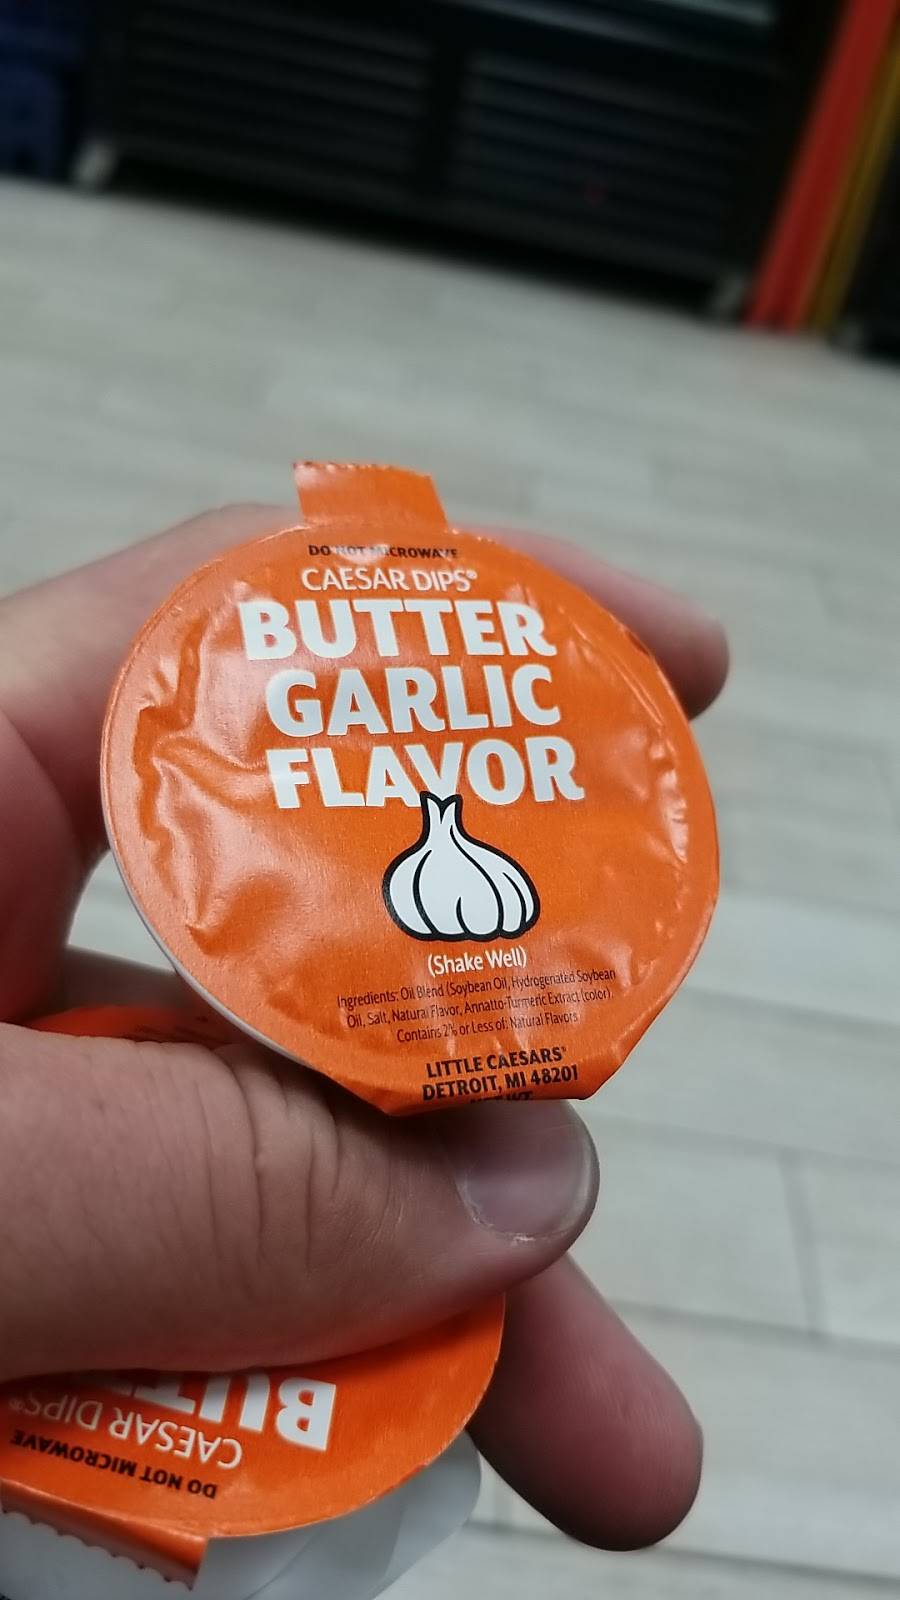 DO NOT MICROWAVE
CAESAR DIPS®
BUTTER
GARLIC
FLAVOR
(Shake Well)
Ingredients: Oil Blend (Soybean Oil, Hydrogenated Soybean
Oil, Salt, Natural Flavor, Annatto-Turmeric Extract (color).
Contains 2% or Less of: Natural Flavors
LITTLE CAESARS®
DETROIT, MI 48201
NET WT.
DO NOT MICROWAVE
CAESAR DIPS®